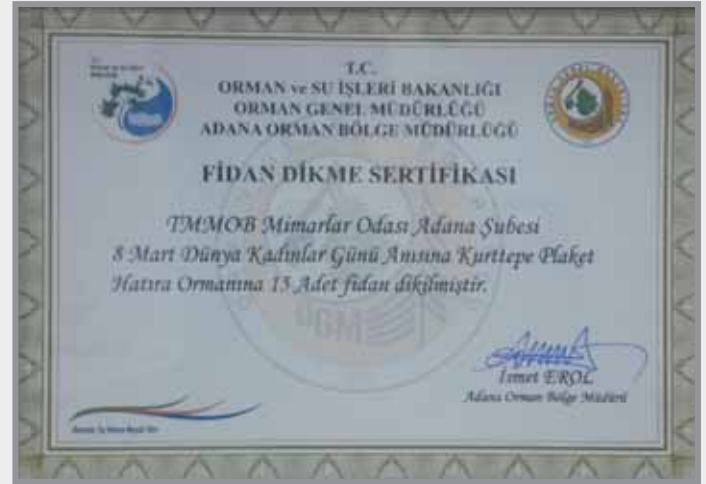 T.C.
ORMAN ve SU İŞLERİ BAKANLIĞI
ORMAN GENEL MÜDÜRLÜĞÜ
ADANA ORMAN BÖLGE MÜDÜRLÜĞÜ
FİDAN DİKME SERTİFİKASI
TMMOB Mimarlar Odası Adana Şubesi
8 Mart Dünya Kadınlar Günü Anısına Kurttepe Plaket
Hatıra Ormanına 15 Adet fidan dikilmiştir.
OGM
İsmet EROL
Adana Orman Bölge Müdürü